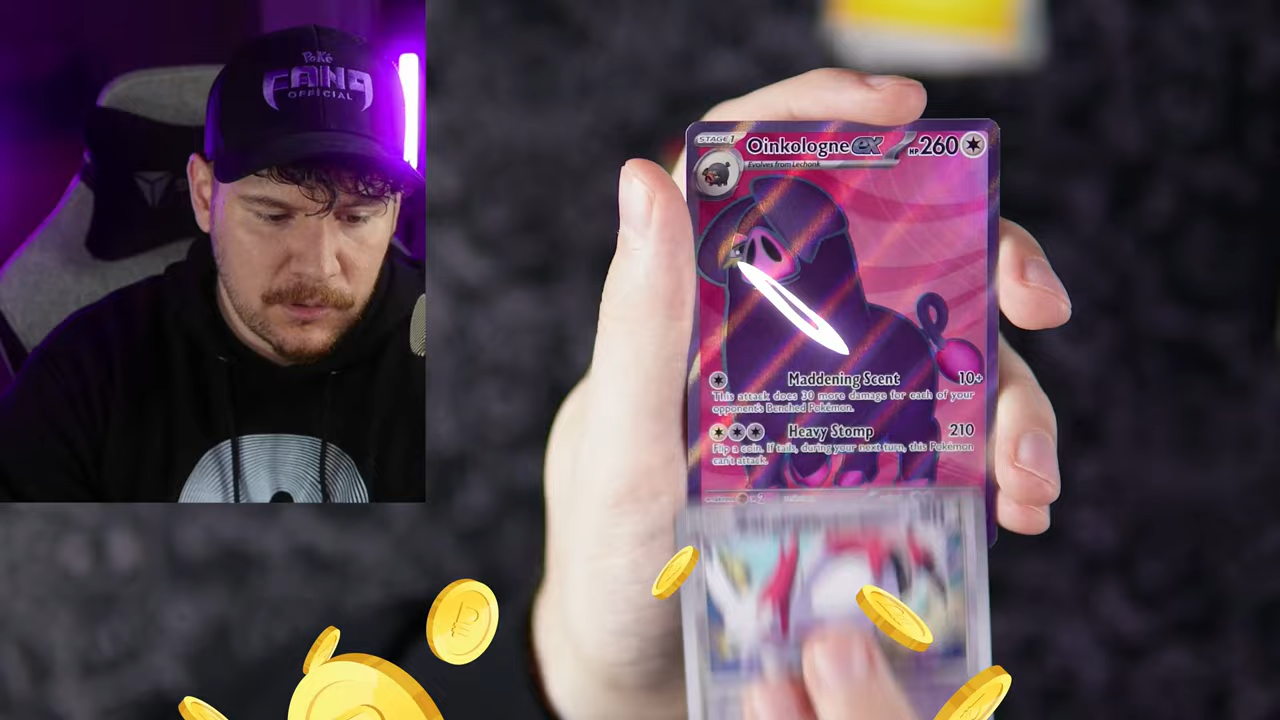 Poké
FANG
OFFICIAL
STAGE 1
Oinkologne ex
HP 260
Evolves from Lechonk
Maddening Scent 10+
This attack does 30 more damage for each of your
opponent's Benched Pokémon.
Heavy Stomp 210
Flip a coin. If tails, during your next turn, this Pokémon
can't attack.